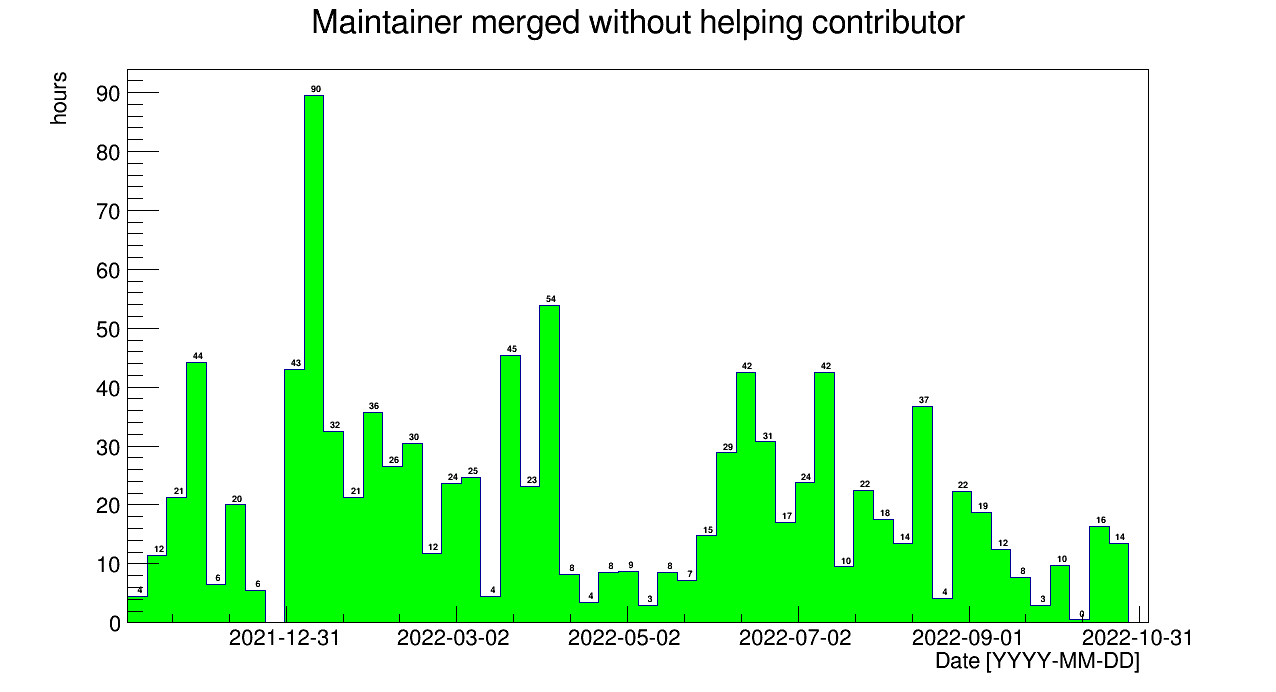 Maintainer merged without helping contributor
hours
90
80
70
60
50
40
30
20
10
0
4 12 21 44 6 20 6 43 90 32 21 36 26 30 12 24 25 4 45 23 54 8 4 8 9 3 8 7 15 29 42 31 17 24 42 10 22 18 14 37 4 22 19 12 8 3 10 0 16 14
2021-12-31 2022-03-02 2022-05-02 2022-07-02 2022-09-01 2022-10-31
Date [YYYY-MM-DD]